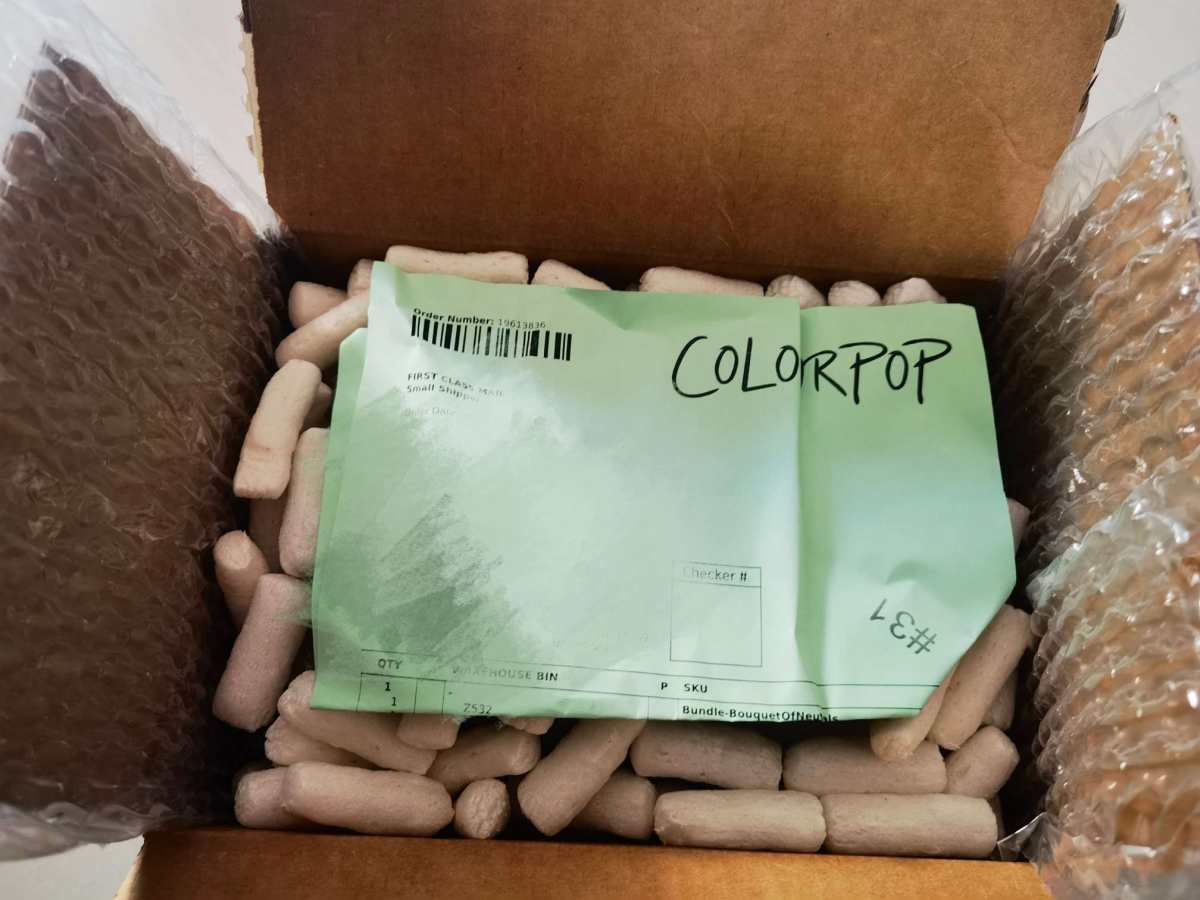 Order Number: 19613836
COLORPOP
FIRST CLASS MAIL
Small Shipper
Checker #
#31
QTY WAREHOUSE BIN P SKU
1 -
1 Z532 Bundle-BouquetOfNeutrals